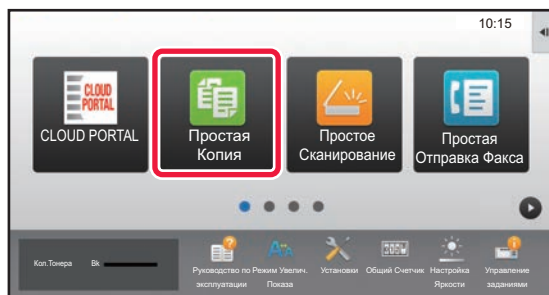 10:15
CLOUD
PORTAL
CLOUD PORTAL
Простая
Копия
Простое
Сканирование
Простая
Отправка Факса
Кол.Тонера Bk
Руководство по
эксплуатации
Режим Увелич.
Показа
Установки
Общий Счетчик
Настройка
Яркости
Управление
заданиями